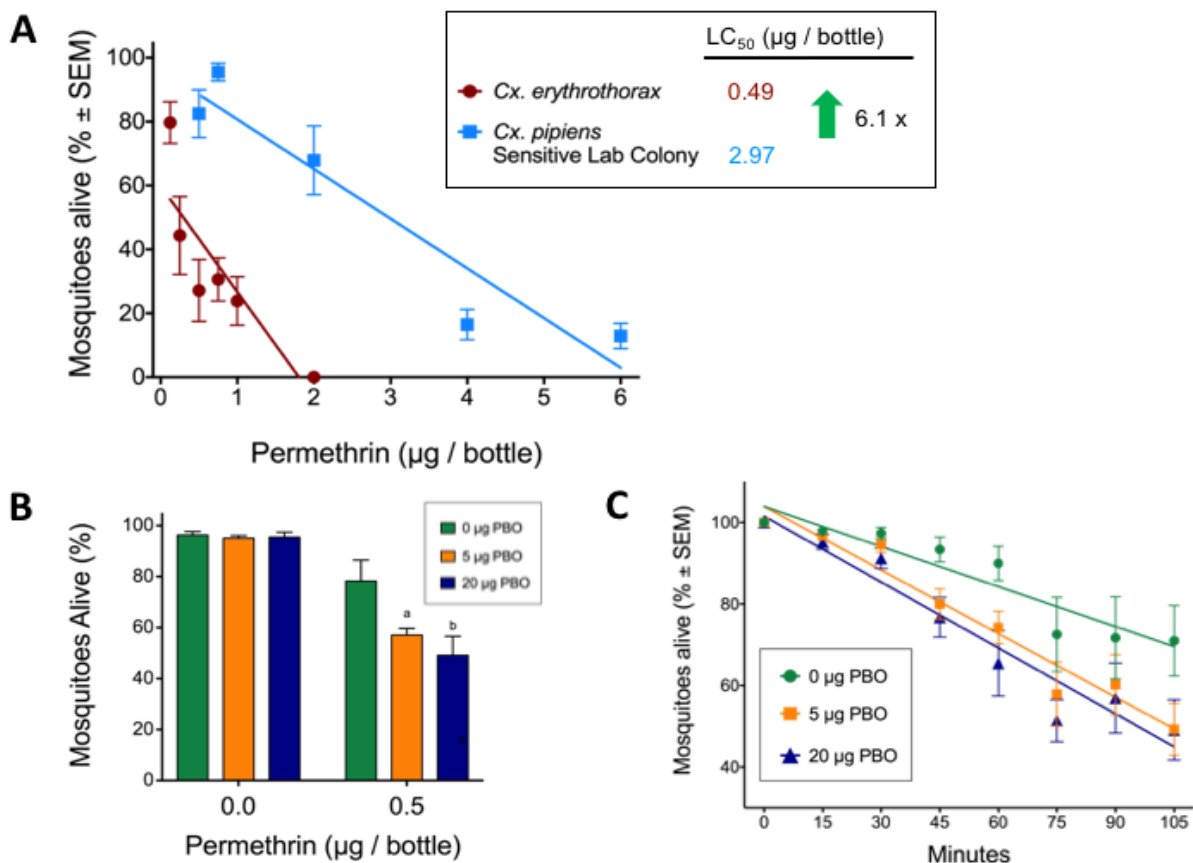 A
Mosquitoes alive (% ± SEM)
100
80
60
40
20
0
0
1
2
3
4
5
6
Permethrin (µg / bottle)
LC50 (µg / bottle)
Cx. erythrothorax
0.49
Cx. pipiens
Sensitive Lab Colony
2.97
6.1 x
B
Mosquitoes Alive (%)
100
80
60
40
20
0
0 µg PBO
5 µg PBO
20 µg PBO
a
b
0.0
0.5
Permethrin (µg / bottle)
C
Mosquitoes alive (% ± SEM)
100
80
60
40
0 µg PBO
5 µg PBO
20 µg PBO
0
15
30
45
60
75
90
105
Minutes